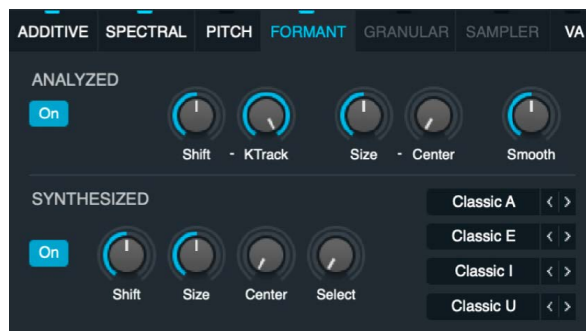 ADDITIVE SPECTRAL PITCH FORMANT GRANULAR SAMPLER VA
ANALYZED
On
Shift - KTrack Size - Center Smooth
SYNTHESIZED
On
Shift Size Center Select
Classic A < >
Classic E < >
Classic I < >
Classic U < >